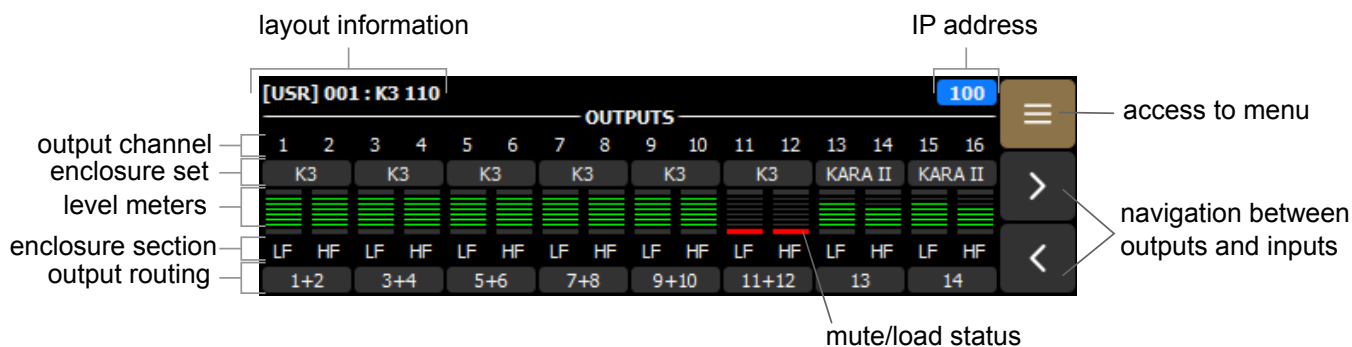 layout information IP address
[USR] 001 : K3 110 100
OUTPUTS
access to menu
output channel 1 2 3 4 5 6 7 8 9 10 11 12 13 14 15 16
enclosure set K3 K3 K3 K3 K3 K3 KARA II KARA II
level meters
navigation between
outputs and inputs
enclosure section LF HF LF HF LF HF LF HF LF HF LF HF LF HF LF HF
output routing 1+2 3+4 5+6 7+8 9+10 11+12 13 14
mute/load status